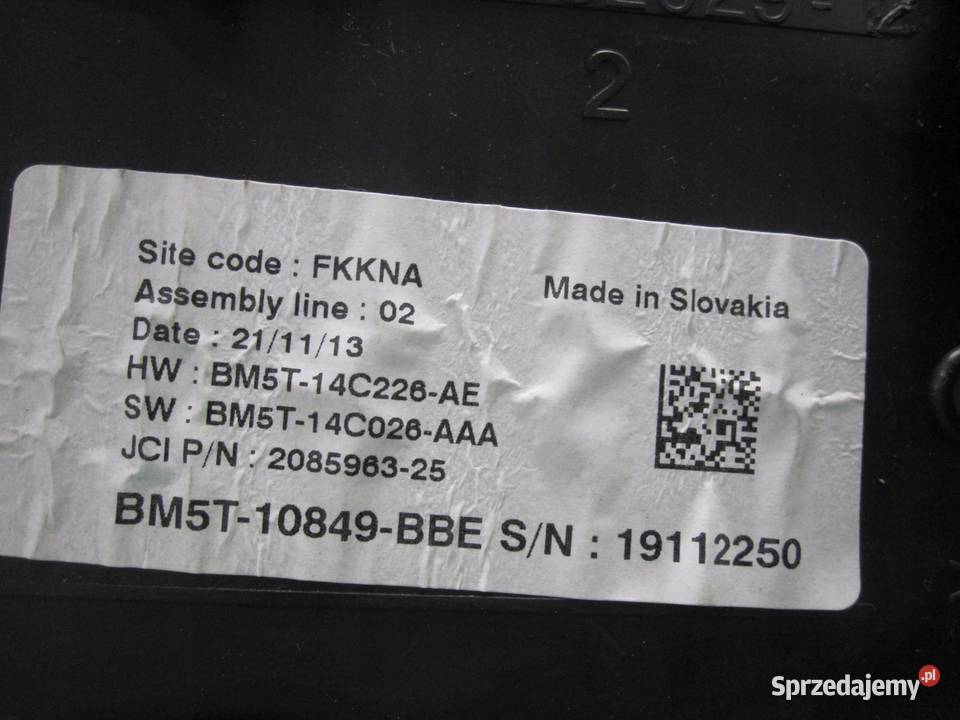 2
Site code : FKKNA
Assembly line : 02
Made in Slovakia
Date : 21/11/13
HW : BM5T-14C226-AE
SW : BM5T-14C026-AAA
JCI P/N : 2085963-25
BM5T-10849-BBE S/N : 19112250
Sprzedajemy.pl